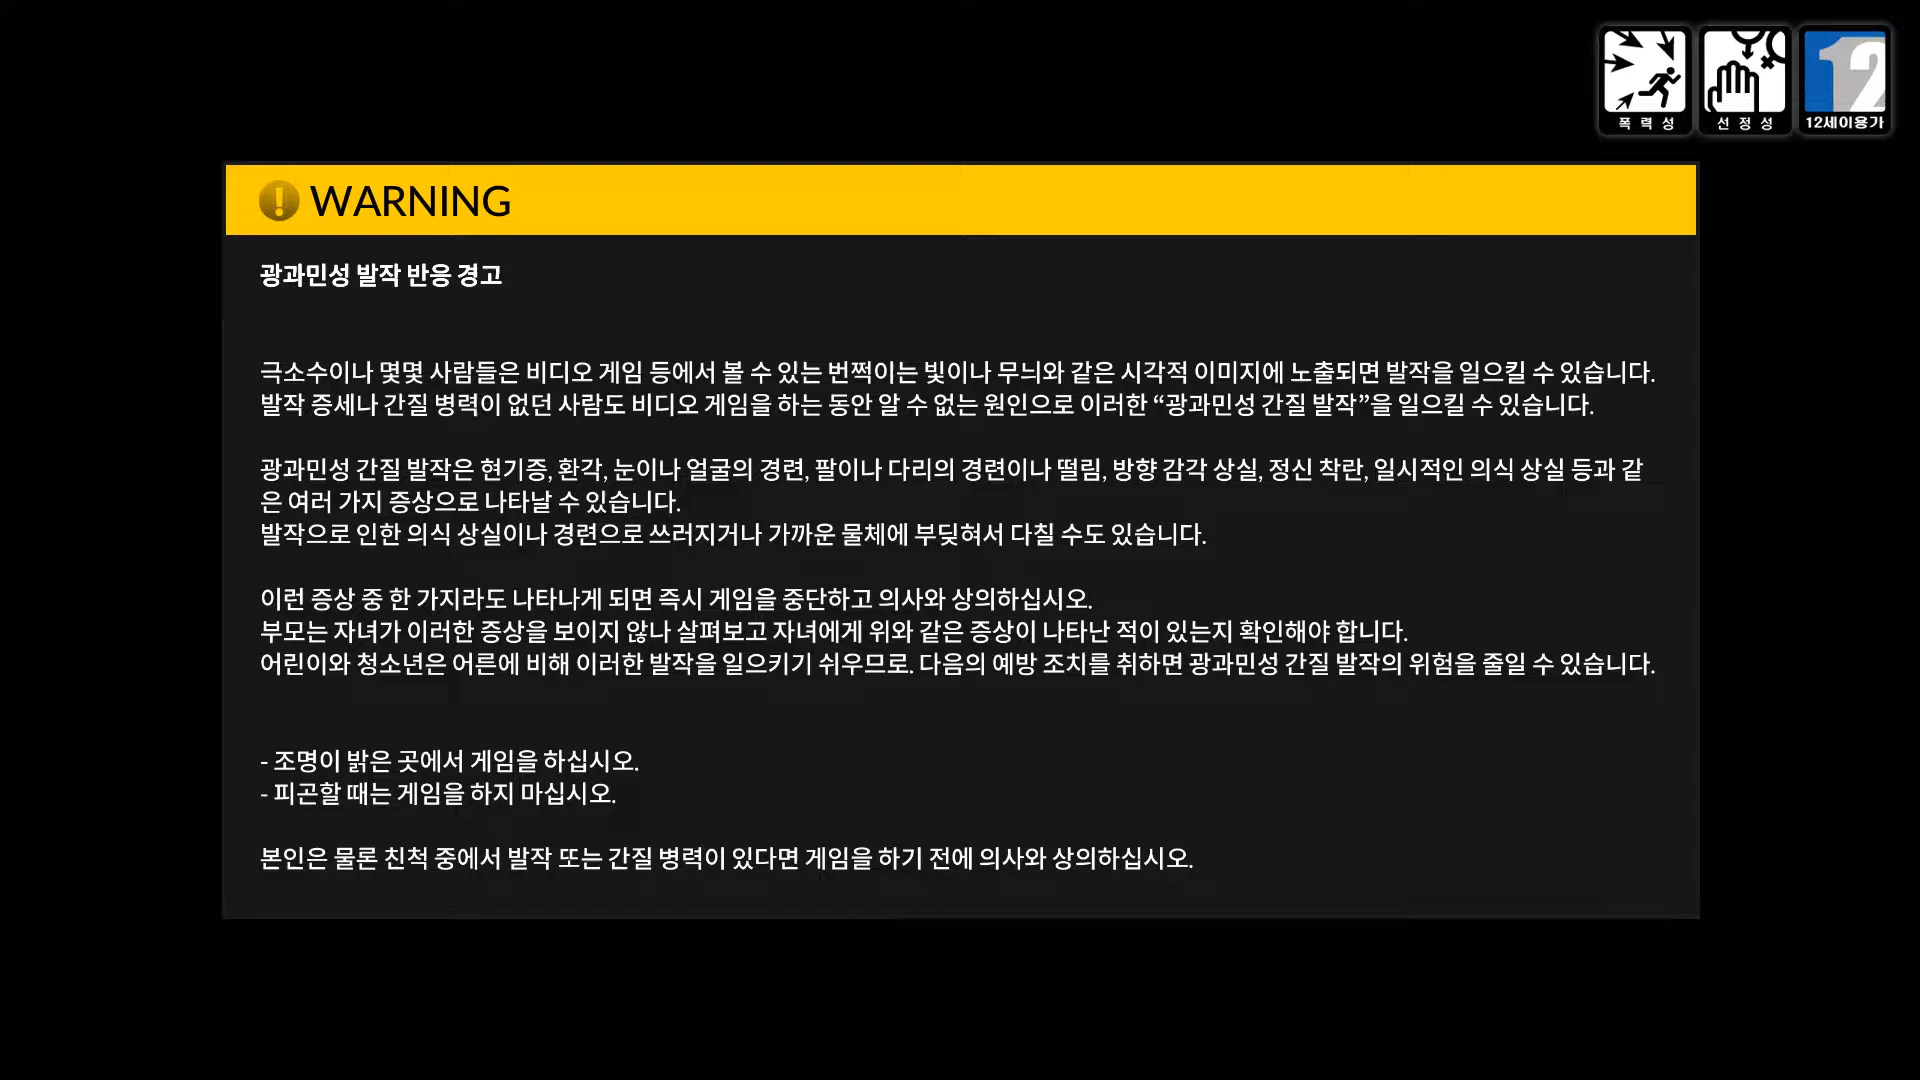 폭력성
선정성
12
12세이용가
WARNING
광과민성 발작 반응 경고
극소수이나 몇몇 사람들은 비디오 게임 등에서 볼 수 있는 번쩍이는 빛이나 무늬와 같은 시각적 이미지에 노출되면 발작을 일으킬 수 있습니다.
발작 증세나 간질 병력이 없던 사람도 비디오 게임을 하는 동안 알 수 없는 원인으로 이러한 “광과민성 간질 발작”을 일으킬 수 있습니다.
광과민성 간질 발작은 현기증, 환각, 눈이나 얼굴의 경련, 팔이나 다리의 경련이나 떨림, 방향 감각 상실, 정신 착란, 일시적인 의식 상실 등과 같
은 여러 가지 증상으로 나타날 수 있습니다.
발작으로 인한 의식 상실이나 경련으로 쓰러지거나 가까운 물체에 부딪혀서 다칠 수도 있습니다.
이런 증상 중 한 가지라도 나타나게 되면 즉시 게임을 중단하고 의사와 상의하십시오.
부모는 자녀가 이러한 증상을 보이지 않나 살펴보고 자녀에게 위와 같은 증상이 나타난 적이 있는지 확인해야 합니다.
어린이와 청소년은 어른에 비해 이러한 발작을 일으키기 쉬우므로. 다음의 예방 조치를 취하면 광과민성 간질 발작의 위험을 줄일 수 있습니다.
- 조명이 밝은 곳에서 게임을 하십시오.
- 피곤할 때는 게임을 하지 마십시오.
본인은 물론 친척 중에서 발작 또는 간질 병력이 있다면 게임을 하기 전에 의사와 상의하십시오.